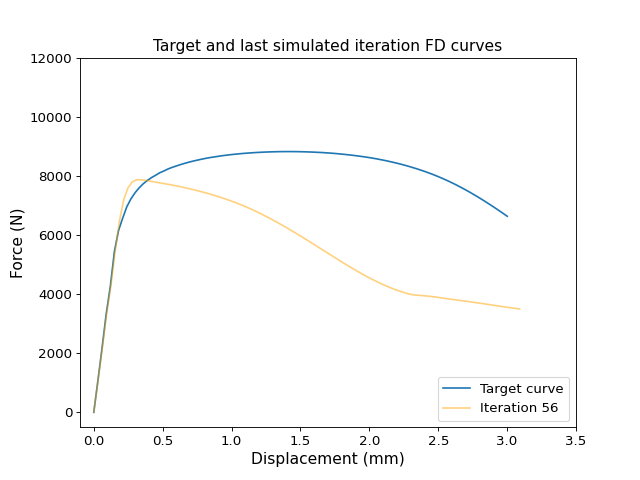 Target and last simulated iteration FD curves
12000
10000
8000
6000
4000
2000
0
Force (N)
0.0 0.5 1.0 1.5 2.0 2.5 3.0 3.5
Displacement (mm)
Target curve
Iteration 56